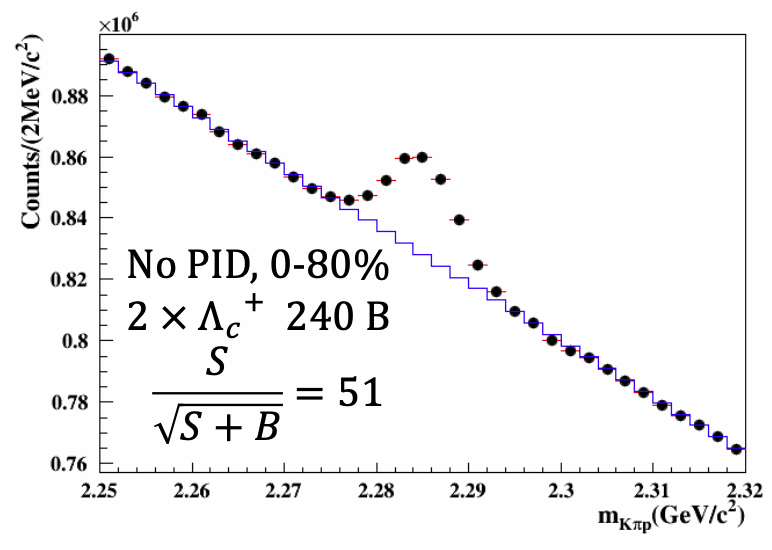 ×10⁶
Counts/(2MeV/c²)
0.88
0.86
0.84
0.82
0.8
0.78
0.76
No PID, 0-80%
2 × Λc⁺ 240 B
S
√S + B
= 51
2.25 2.26 2.27 2.28 2.29 2.3 2.31 2.32
mKπp(GeV/c²)